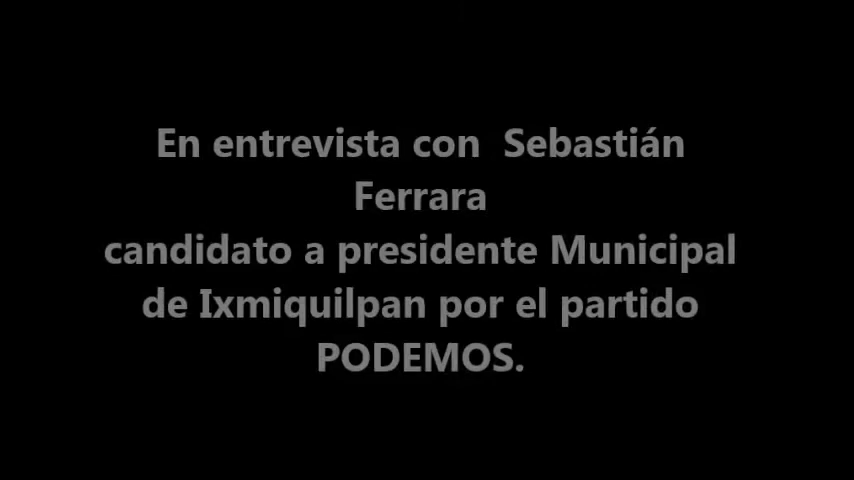 En entrevista con  Sebastián
Ferrara
candidato a presidente Municipal
de Ixmiquilpan por el partido
PODEMOS.